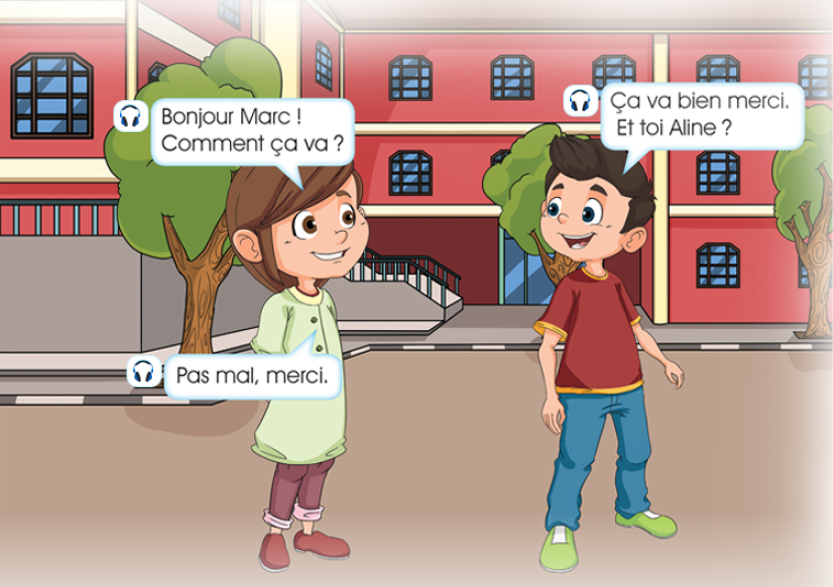 Bonjour Marc !
Comment ça va ?
Ça va bien merci.
Et toi Aline ?
Pas mal, merci.